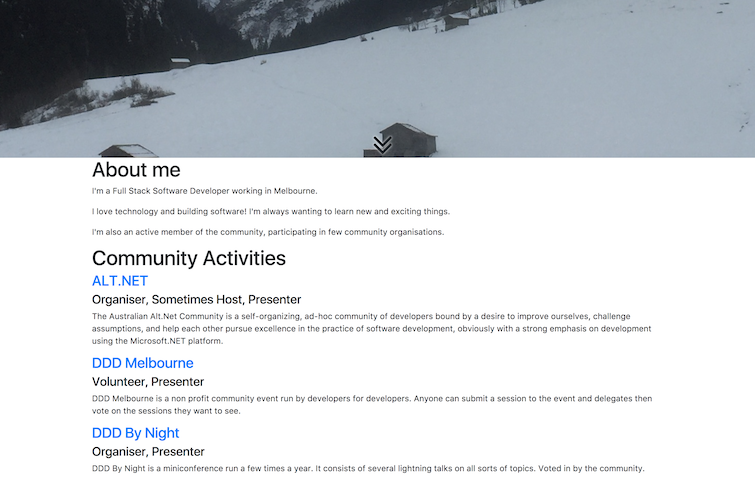 About me
I'm a Full Stack Software Developer working in Melbourne.
I love technology and building software! I'm always wanting to learn new and exciting things.
I'm also an active member of the community, participating in few community organisations.
Community Activities
ALT.NET
Organiser, Sometimes Host, Presenter
The Australian Alt.Net Community is a self-organizing, ad-hoc community of developers bound by a desire to improve ourselves, challenge
assumptions, and help each other pursue excellence in the practice of software development, obviously with a strong emphasis on development
using the Microsoft.NET platform.
DDD Melbourne
Volunteer, Presenter
DDD Melbourne is a non profit community event run by developers for developers. Anyone can submit a session to the event and delegates then
vote on the sessions they want to see.
DDD By Night
Organiser, Presenter
DDD By Night is a miniconference run a few times a year. It consists of several lightning talks on all sorts of topics. Voted in by the community.